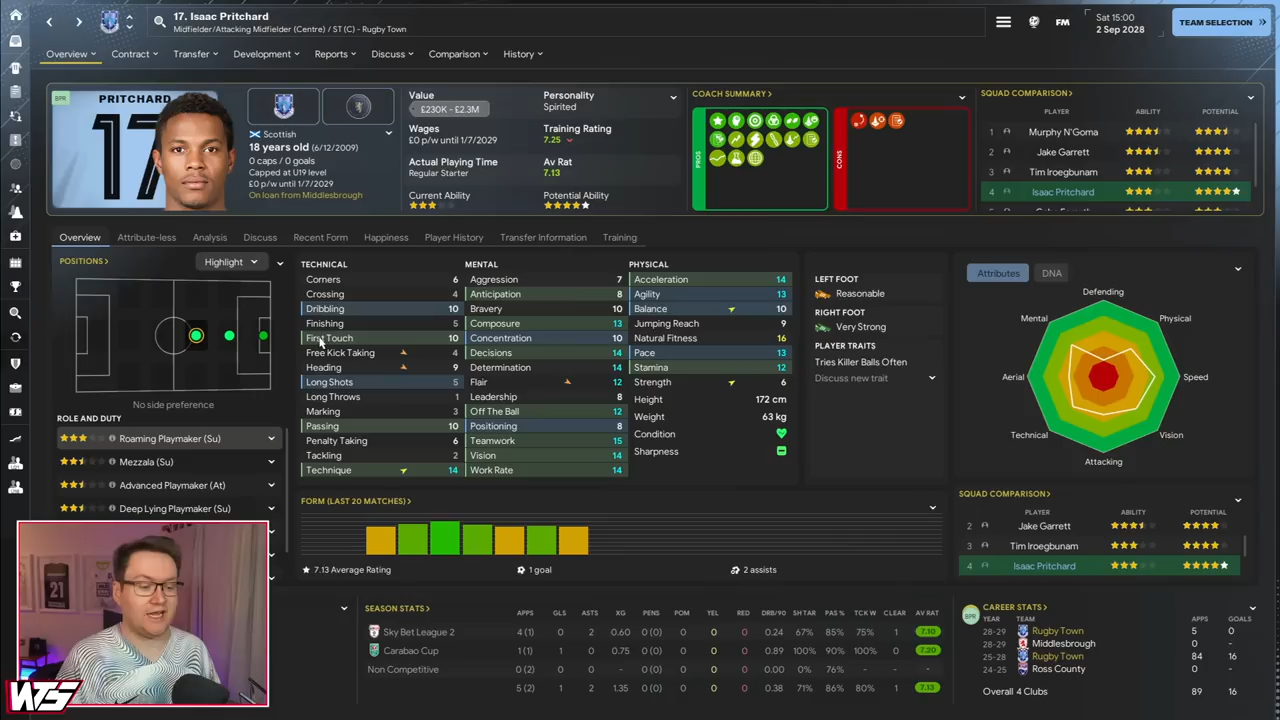 17. Isaac Pritchard
Midfielder/Attacking Midfielder (Centre) / ST (C) - Rugby Town
FM
Sat 15:00
2 Sep 2028
TEAM SELECTION
Overview
Contract
Transfer
Development
Reports
Discuss
Comparison
History
BPR
PRITCHARD
17
Scottish
18 years old (6/12/2009)
0 caps / 0 goals
Capped at U19 level
£0 p/w until 1/7/2029
On loan from Middlesbrough
Value
£230K - £2.3M
Wages
£0 p/w until 1/7/2029
Actual Playing Time
Regular Starter
Current Ability
Personality
Spirited
Training Rating
7.25
Av Rat
7.13
Potential Ability
COACH SUMMARY >
PROS
CONS
SQUAD COMPARISON >
PLAYER ABILITY POTENTIAL
1 Murphy N'Goma
2 Jake Garrett
3 Tim Iroegbunam
4 Isaac Pritchard
Overview
Attribute-less
Analysis
Discuss
Recent Form
Happiness
Player History
Transfer Information
Training
POSITIONS >
Highlight
No side preference
ROLE AND DUTY
Roaming Playmaker (Su)
Mezzala (Su)
Advanced Playmaker (At)
Deep Lying Playmaker (Su)
TECHNICAL
Corners 6
Crossing 4
Dribbling 10
Finishing 5
First Touch 10
Free Kick Taking 4
Heading 9
Long Shots 5
Long Throws 1
Marking 3
Passing 10
Penalty Taking 6
Tackling 2
Technique 14
MENTAL
Aggression 7
Anticipation 8
Bravery 10
Composure 13
Concentration 10
Decisions 14
Determination 14
Flair 12
Leadership 8
Off The Ball 12
Positioning 8
Teamwork 15
Vision 14
Work Rate 14
PHYSICAL
Acceleration 14
Agility 13
Balance 10
Jumping Reach 9
Natural Fitness 16
Pace 13
Stamina 12
Strength 6
Height 172 cm
Weight 63 kg
Condition
Sharpness
LEFT FOOT
Reasonable
RIGHT FOOT
Very Strong
PLAYER TRAITS
Tries Killer Balls Often
Discuss new trait
Attributes
DNA
Defending
Physical
Speed
Vision
Attacking
Technical
Aerial
Mental
FORM (LAST 20 MATCHES) >
7.13 Average Rating
1 goal
2 assists
SQUAD COMPARISON >
PLAYER ABILITY POTENTIAL
2 Jake Garrett
3 Tim Iroegbunam
4 Isaac Pritchard
SEASON STATS >
APPS GLS ASTS XG PENS POM YEL RED DRB/90 SH TAR PAS % TCK W CLEAR AV RAT
Sky Bet League 2 4 (1) 0 2 0.60 0 (0) 0 0 0 0.24 67% 85% 75% 1 7.10
Carabao Cup 1 (1) 1 0 0.75 0 (0) 0 0 0 0.89 100% 90% 100% 0 7.20
Non Competitive 0 (2) - - - 0 (0) - 0 0 0.00 0% 76% - - -
5 (2) 1 2 1.35 0 (0) 0 0 0 0.38 71% 86% 80% 1 7.13
BPR
CAREER STATS >
YEAR TEAM APPS GOALS
28-29 Rugby Town 5 0
28-29 Middlesbrough 0 -
25-28 Rugby Town 84 16
24-25 Ross County 0 -
Overall 4 Clubs 89 16
21
WTS